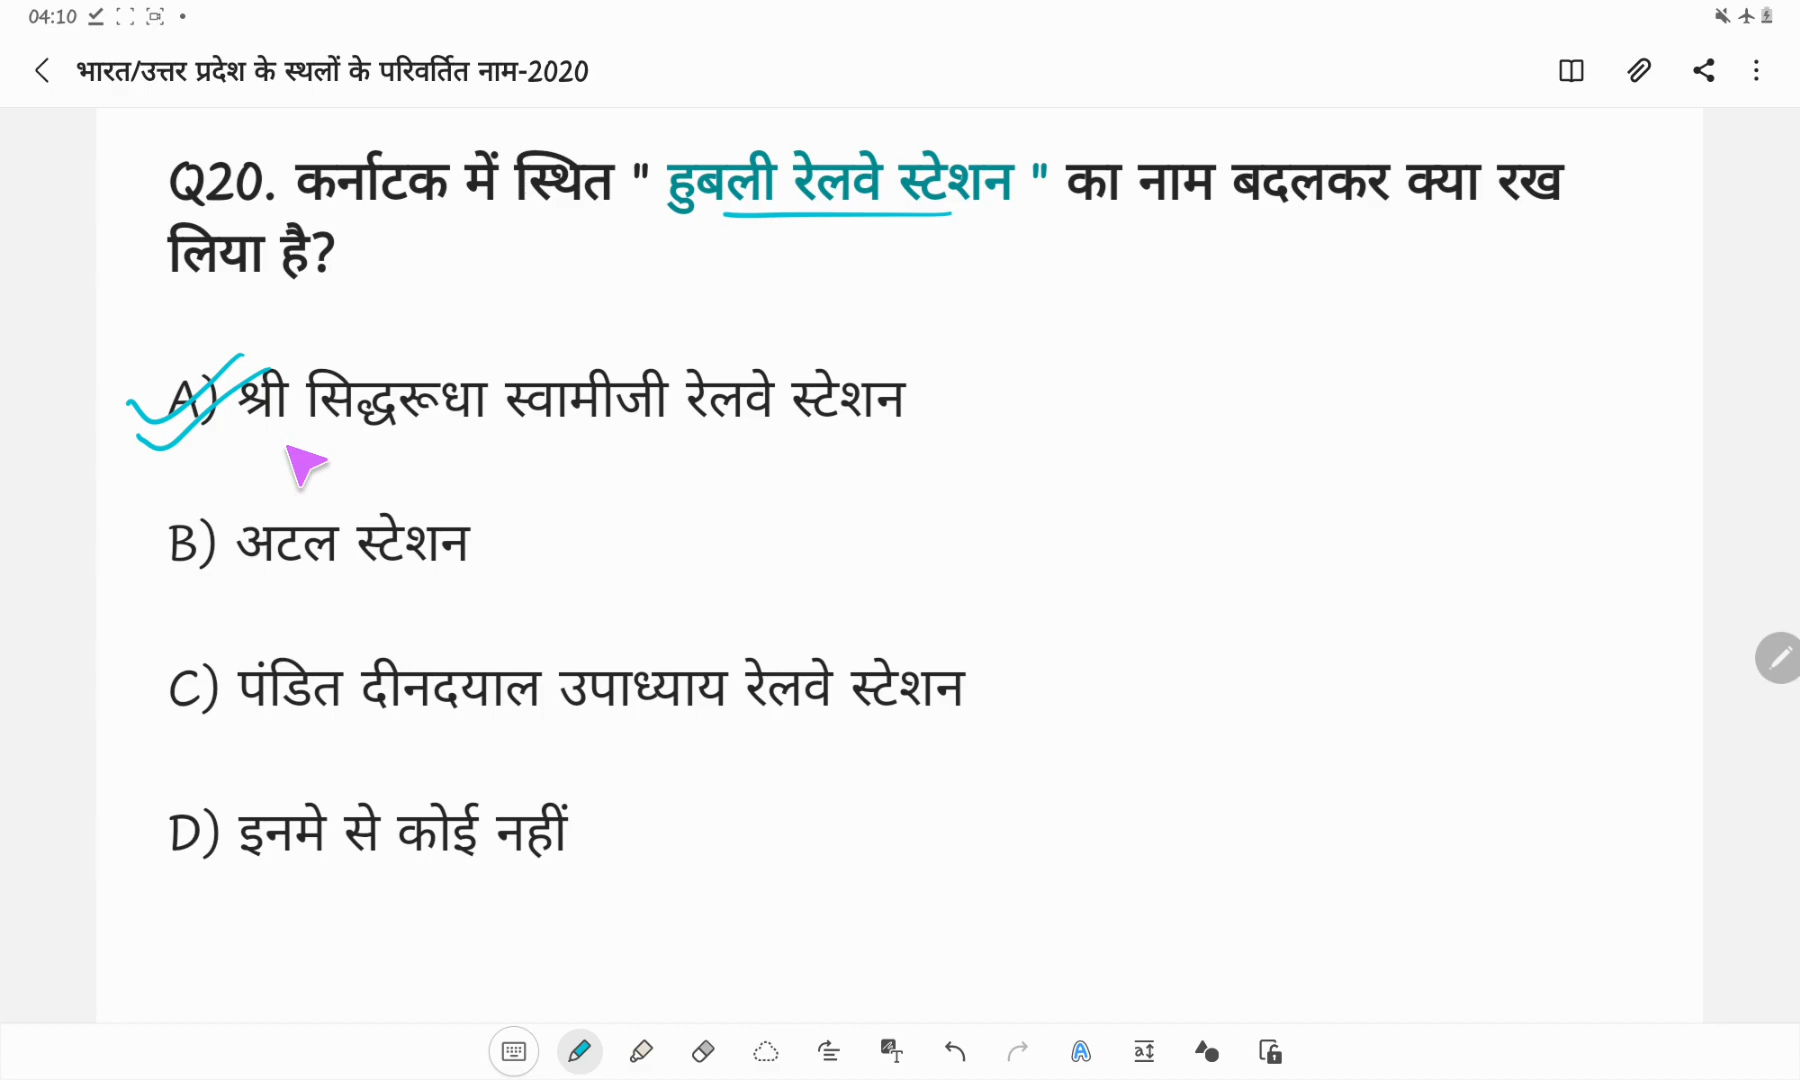 04:10
भारत/उत्तर प्रदेश के स्थलों के परिवर्तित नाम-2020
Q20. कर्नाटक में स्थित " हुबली रेलवे स्टेशन " का नाम बदलकर क्या रख
लिया है?
A) श्री सिद्धरूधा स्वामीजी रेलवे स्टेशन
B) अटल स्टेशन
C) पंडित दीनदयाल उपाध्याय रेलवे स्टेशन
D) इनमे से कोई नहीं